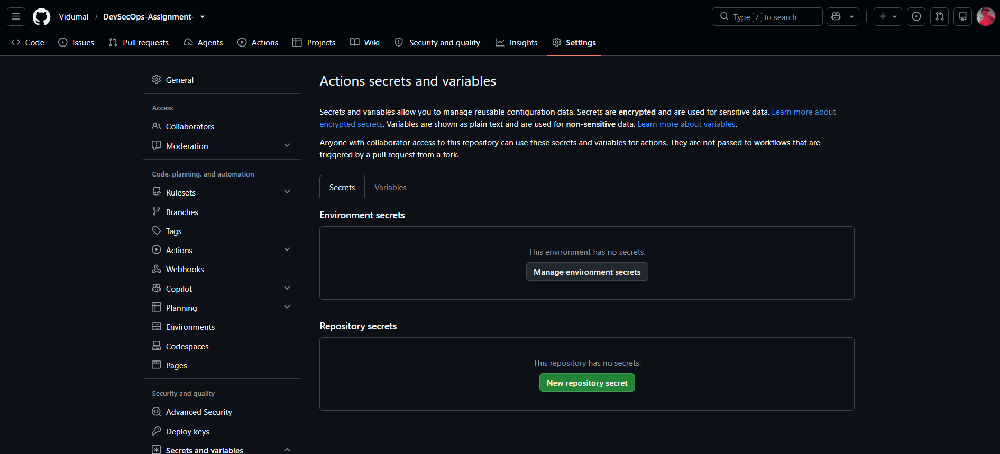 Vidumal / DevSecOps-Assignment-
Type / to search
Code
Issues
Pull requests
Agents
Actions
Projects
Wiki
Security and quality
Insights
Settings
General
Access
Collaborators
Moderation
Code, planning, and automation
Rulesets
Branches
Tags
Actions
Webhooks
Copilot
Planning
Environments
Codespaces
Pages
Security and quality
Advanced Security
Deploy keys
Secrets and variables
Actions secrets and variables
Secrets and variables allow you to manage reusable configuration data. Secrets are encrypted and are used for sensitive data. Learn more about
encrypted secrets. Variables are shown as plain text and are used for non-sensitive data. Learn more about variables.
Anyone with collaborator access to this repository can use these secrets and variables for actions. They are not passed to workflows that are
triggered by a pull request from a fork.
Secrets
Variables
Environment secrets
This environment has no secrets.
Manage environment secrets
Repository secrets
This repository has no secrets.
New repository secret